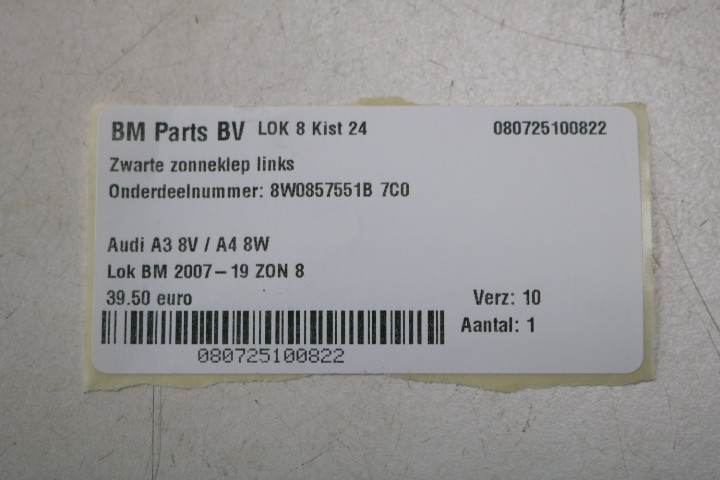 BM Parts BV LOK 8 Kist 24 080725100822
Zwarte zonneklep links
Onderdeelnummer: 8W0857551B 7C0
Audi A3 8V / A4 8W
Lok BM 2007-19 ZON 8
39.50 euro Verz: 10
Aantal: 1
080725100822